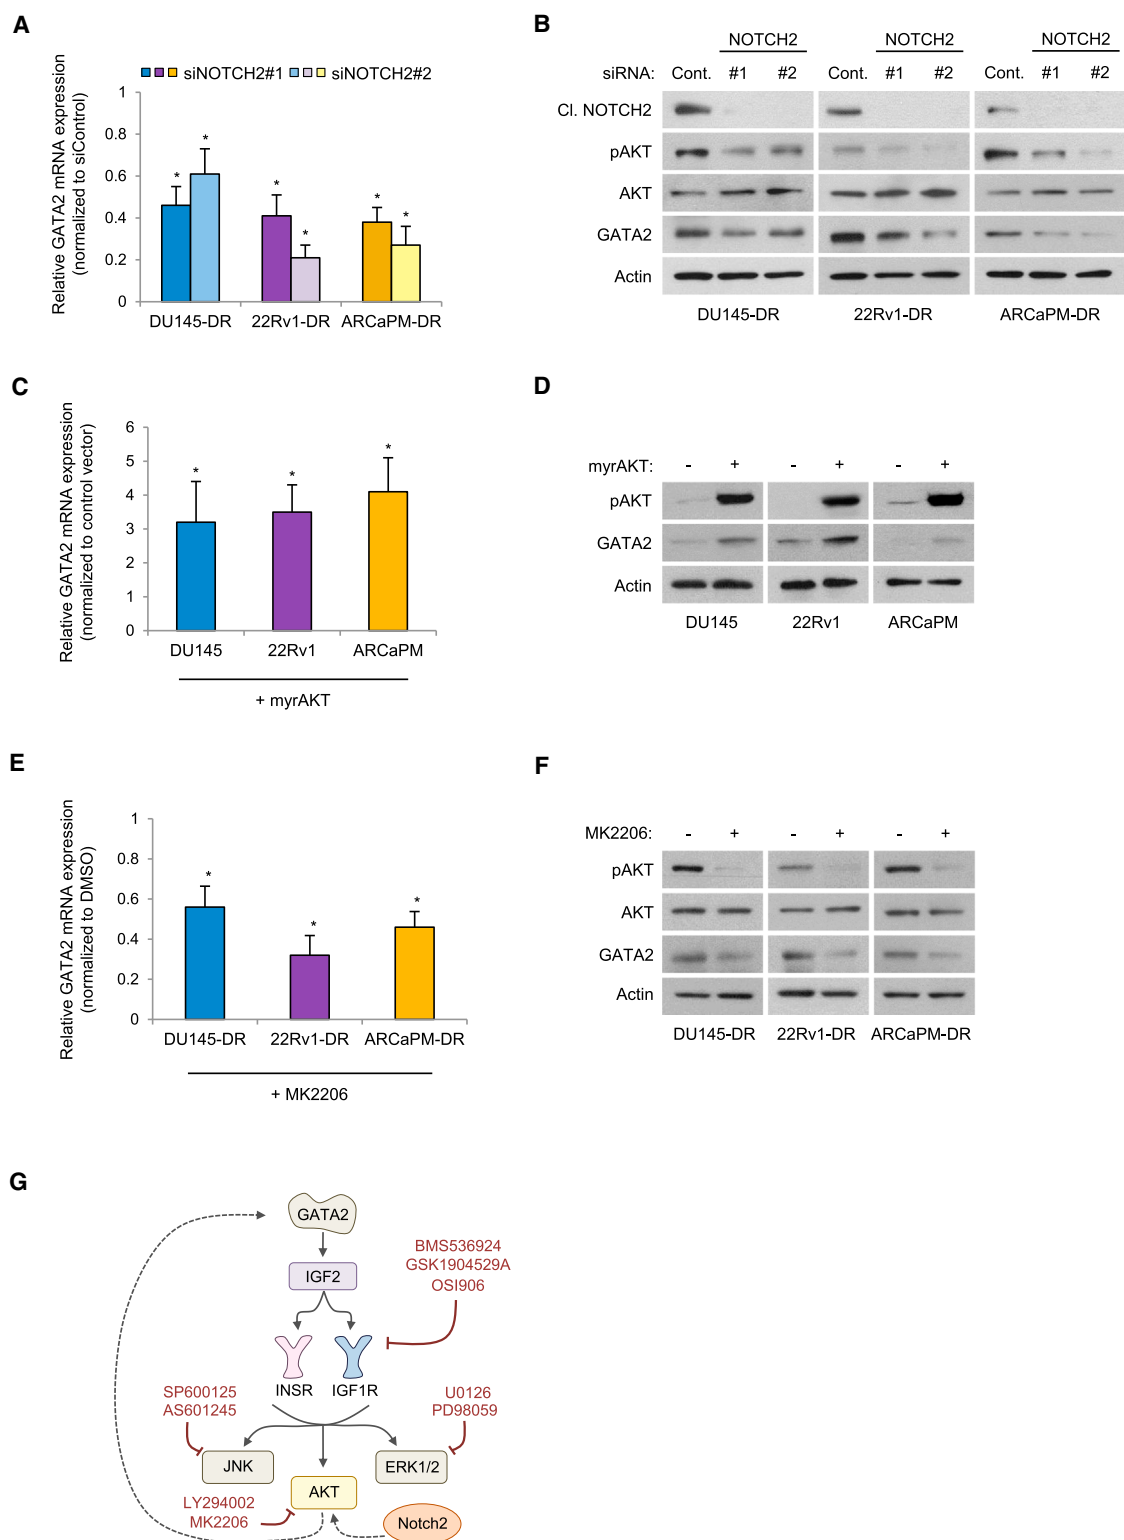 A
siNOTCH2#1 siNOTCH2#2
Relative GATA2 mRNA expression
(normalized to siControl)
1
0.8
0.6
0.4
0.2
0
* * * * * *
DU145-DR 22Rv1-DR ARCaPM-DR
B
NOTCH2 NOTCH2 NOTCH2
siRNA: Cont. #1 #2 Cont. #1 #2 Cont. #1 #2
Cl. NOTCH2
pAKT
AKT
GATA2
Actin
DU145-DR 22Rv1-DR ARCaPM-DR
C
Relative GATA2 mRNA expression
(normalized to control vector)
6
5
4
3
2
1
0
* * *
DU145 22Rv1 ARCaPM
+ myrAKT
D
myrAKT: - + - + - +
pAKT
GATA2
Actin
DU145 22Rv1 ARCaPM
E
Relative GATA2 mRNA expression
(normalized to DMSO)
1
0.8
0.6
0.4
0.2
0
* * *
DU145-DR 22Rv1-DR ARCaPM-DR
+ MK2206
F
MK2206: - + - + - +
pAKT
AKT
GATA2
Actin
DU145-DR 22Rv1-DR ARCaPM-DR
G
GATA2
IGF2
BMS536924
GSK1904529A
OSI906
INSR IGF1R
SP600125
AS601245
U0126
PD98059
JNK
ERK1/2
AKT
LY294002
MK2206
Notch2